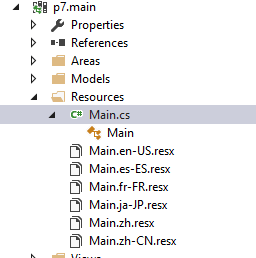 p7.main
Properties
References
Areas
Models
Resources
C# Main.cs
Main
Main.en-US.resx
Main.es-ES.resx
Main.fr-FR.resx
Main.ja-JP.resx
Main.zh.resx
Main.zh-CN.resx
Views